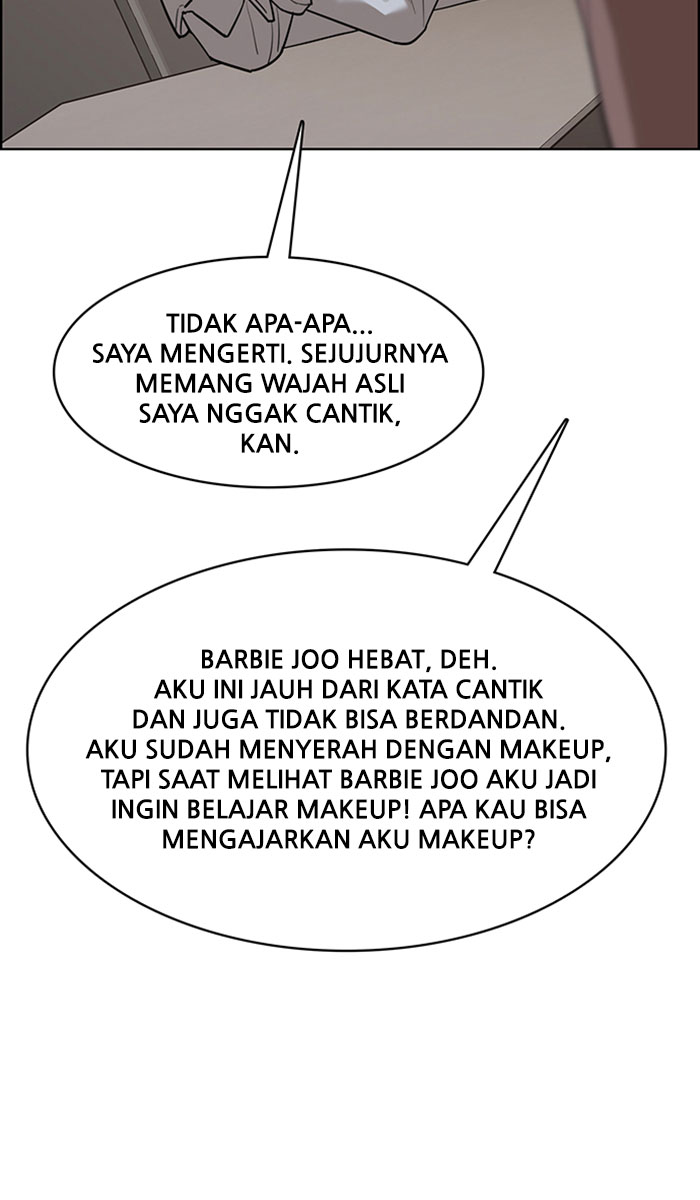 TIDAK APA-APA...
SAYA MENGERTI. SEJUJURNYA
MEMANG WAJAH ASLI
SAYA NGGAK CANTIK,
KAN.
BARBIE JOO HEBAT, DEH.
AKU INI JAUH DARI KATA CANTIK
DAN JUGA TIDAK BISA BERDANDAN.
AKU SUDAH MENYERAH DENGAN MAKEUP,
TAPI SAAT MELIHAT BARBIE JOO AKU JADI
INGIN BELAJAR MAKEUP! APA KAU BISA
MENGAJARKAN AKU MAKEUP?